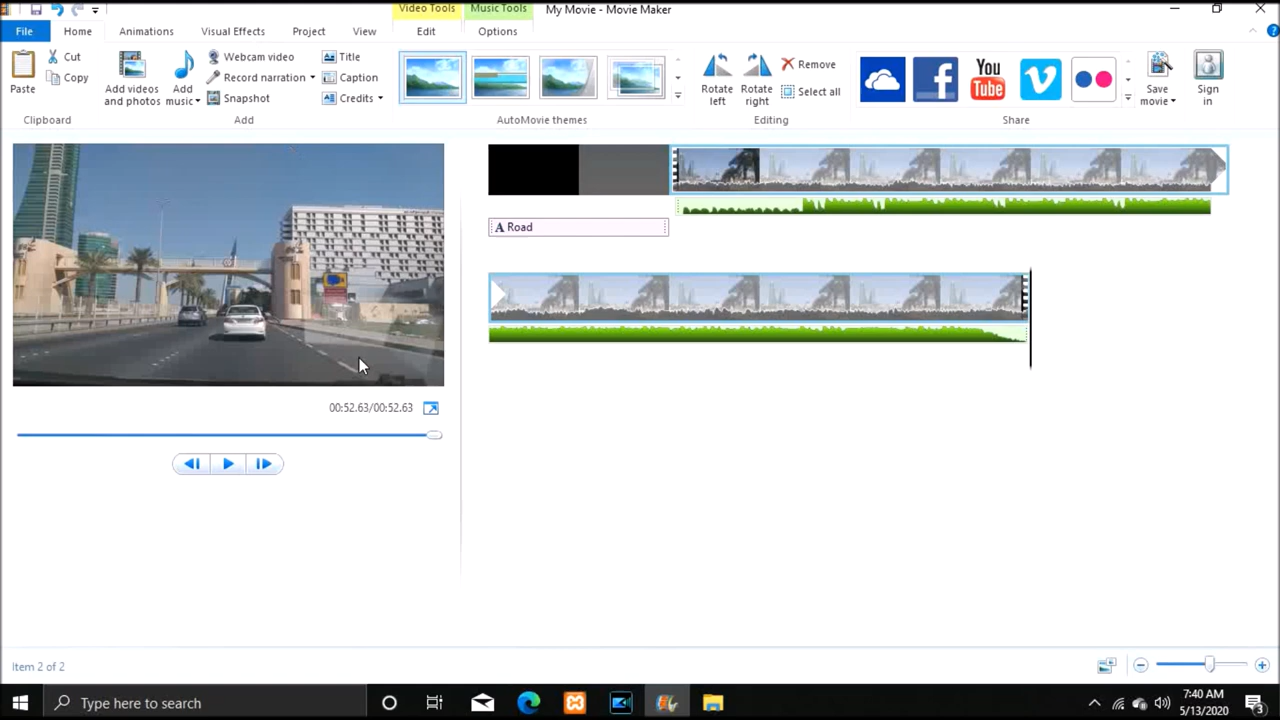 Video Tools
Music Tools
My Movie - Movie Maker
File
Home
Animations
Visual Effects
Project
View
Edit
Options
Paste
Cut
Copy
Clipboard
Add videos
and photos
Add
music
Webcam video
Record narration
Snapshot
Title
Caption
Credits
Add
AutoMovie themes
Rotate
left
Rotate
right
Remove
Select all
Editing
You
Tube
Share
Save
movie
Sign
in
A Road
00:52.63/00:52.63
Item 2 of 2
Type here to search
7:40 AM
5/13/2020
3